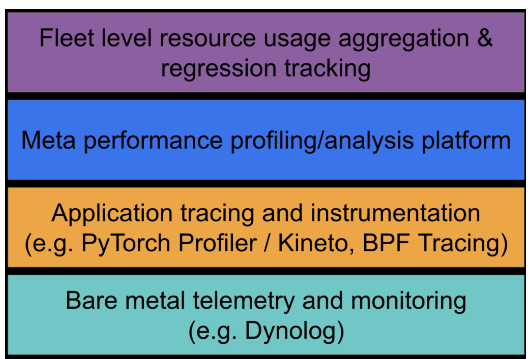 Fleet level resource usage aggregation &
regression tracking
Meta performance profiling/analysis platform
Application tracing and instrumentation
(e.g. PyTorch Profiler / Kineto, BPF Tracing)
Bare metal telemetry and monitoring
(e.g. Dynolog)